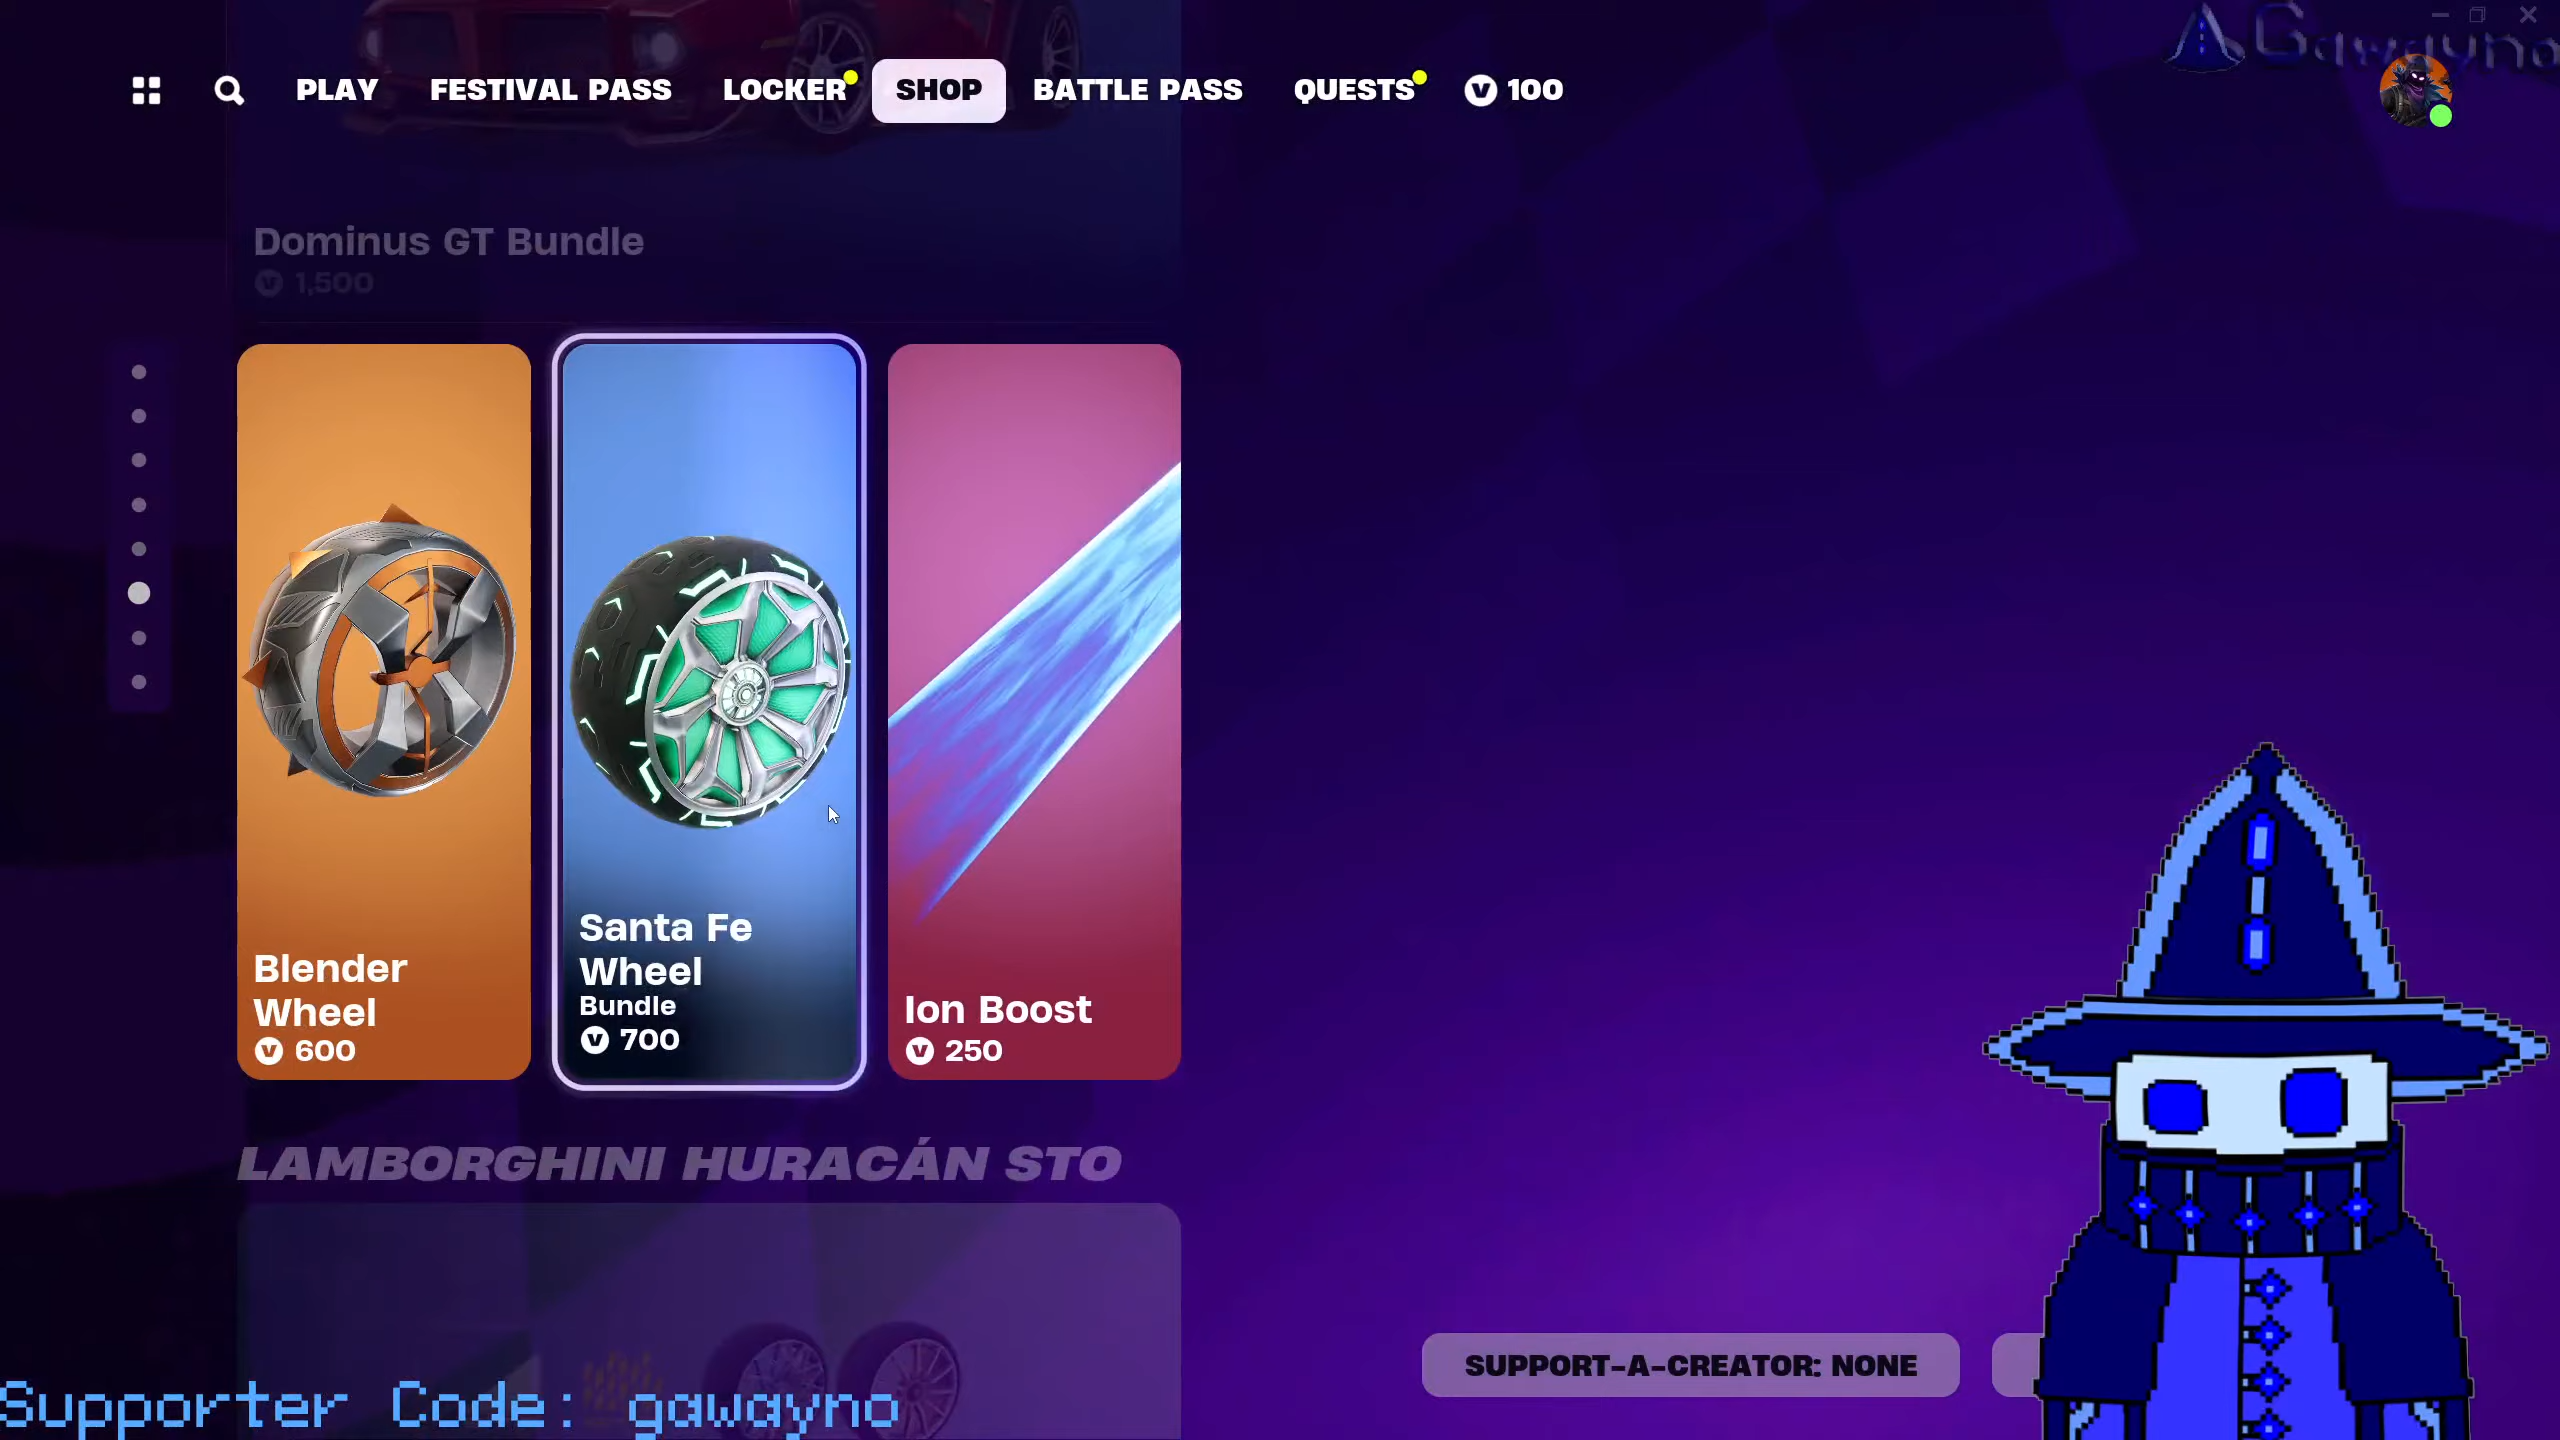 Gawayno
PLAY FESTIVAL PASS LOCKER SHOP BATTLE PASS QUESTS V 100
Dominus GT Bundle
V 1,500
Blender
Wheel
V 600
Santa Fe
Wheel
Bundle
V 700
Ion Boost
V 250
LAMBORGHINI HURACÁN STO
SUPPORT-A-CREATOR: NONE
Supporter Code: gawayno